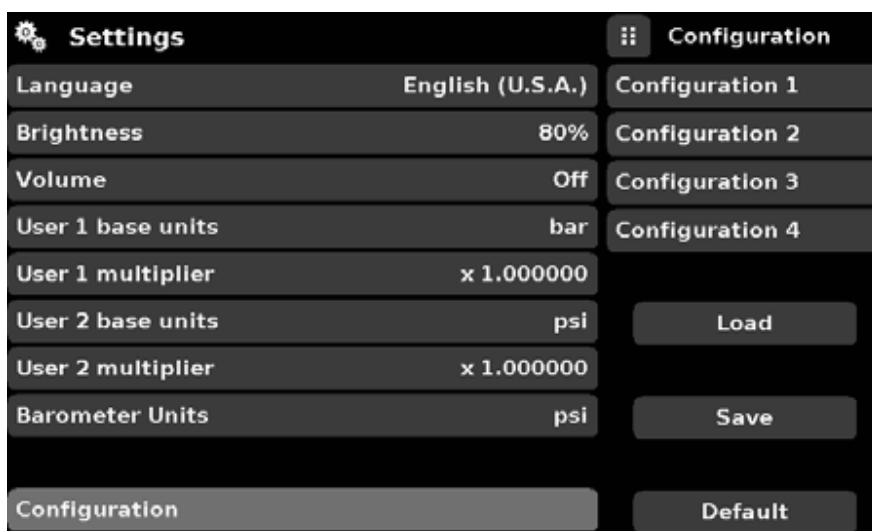 Settings
Language English (U.S.A.)
Brightness 80%
Volume Off
User 1 base units bar
User 1 multiplier x 1.000000
User 2 base units psi
User 2 multiplier x 1.000000
Barometer Units psi
Configuration
Configuration
Configuration 1
Configuration 2
Configuration 3
Configuration 4
Load
Save
Default